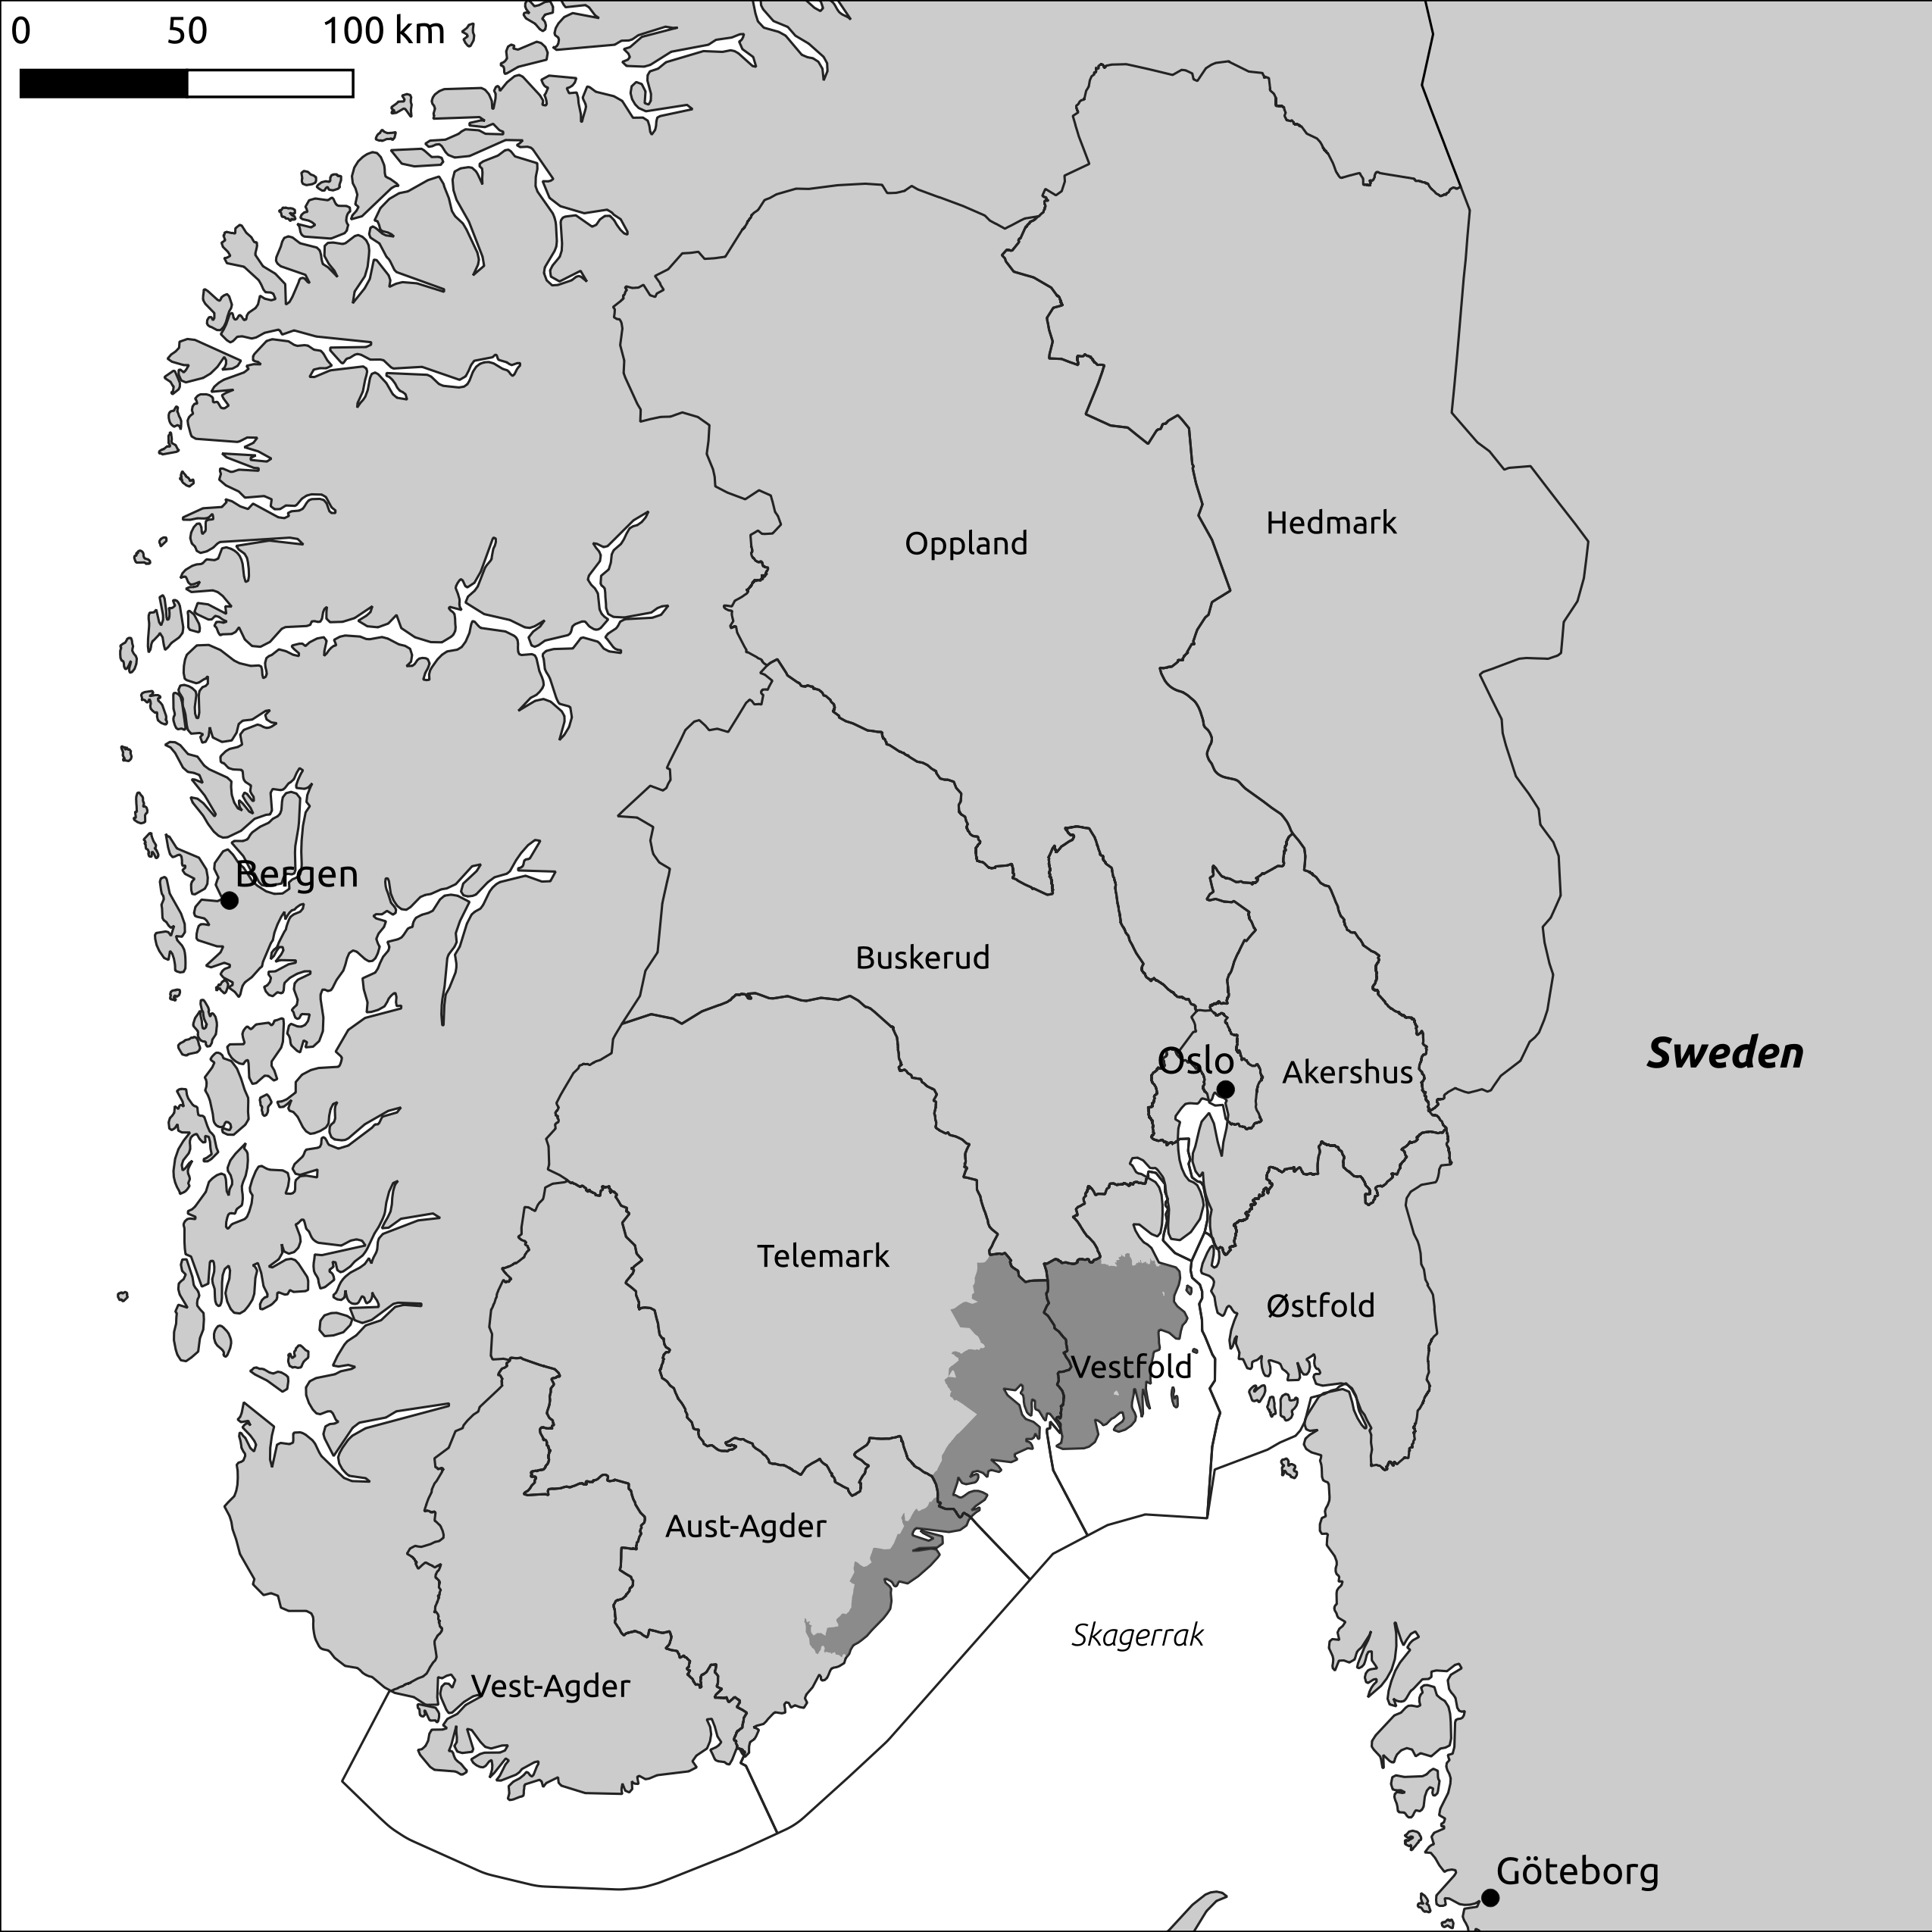 0 50 100 km
Hedmark
Oppland
Bergen
Buskerud
Sweden
Oslo
Akershus
Telemark
Østfold
Vestfold
Aust-Agder
Skagerrak
Vest-Agder
Göteborg